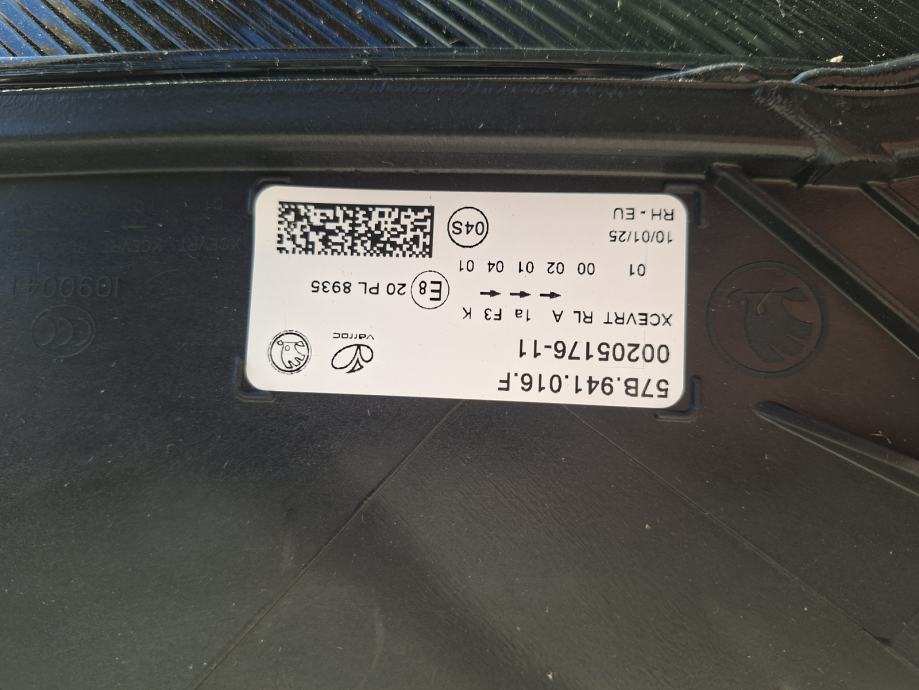 57B.941.016.F
00205176-11
varroc
XCEVRT RL A 1a F3 K
E8 20 PL 8935
01 00 02 01 04 01
10/01/25
04S
RH - EU